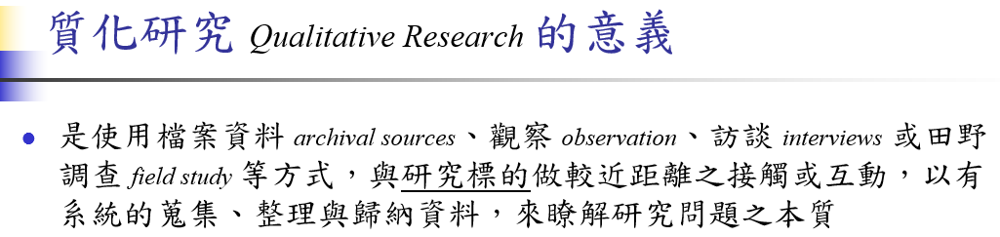 質化研究 Qualitative Research 的意義
是使用檔案資料 archival sources、觀察 observation、訪談 interviews 或田野
調查 field study 等方式，與研究標的做較近距離之接觸或互動，以有
系統的蒐集、整理與歸納資料，來瞭解研究問題之本質